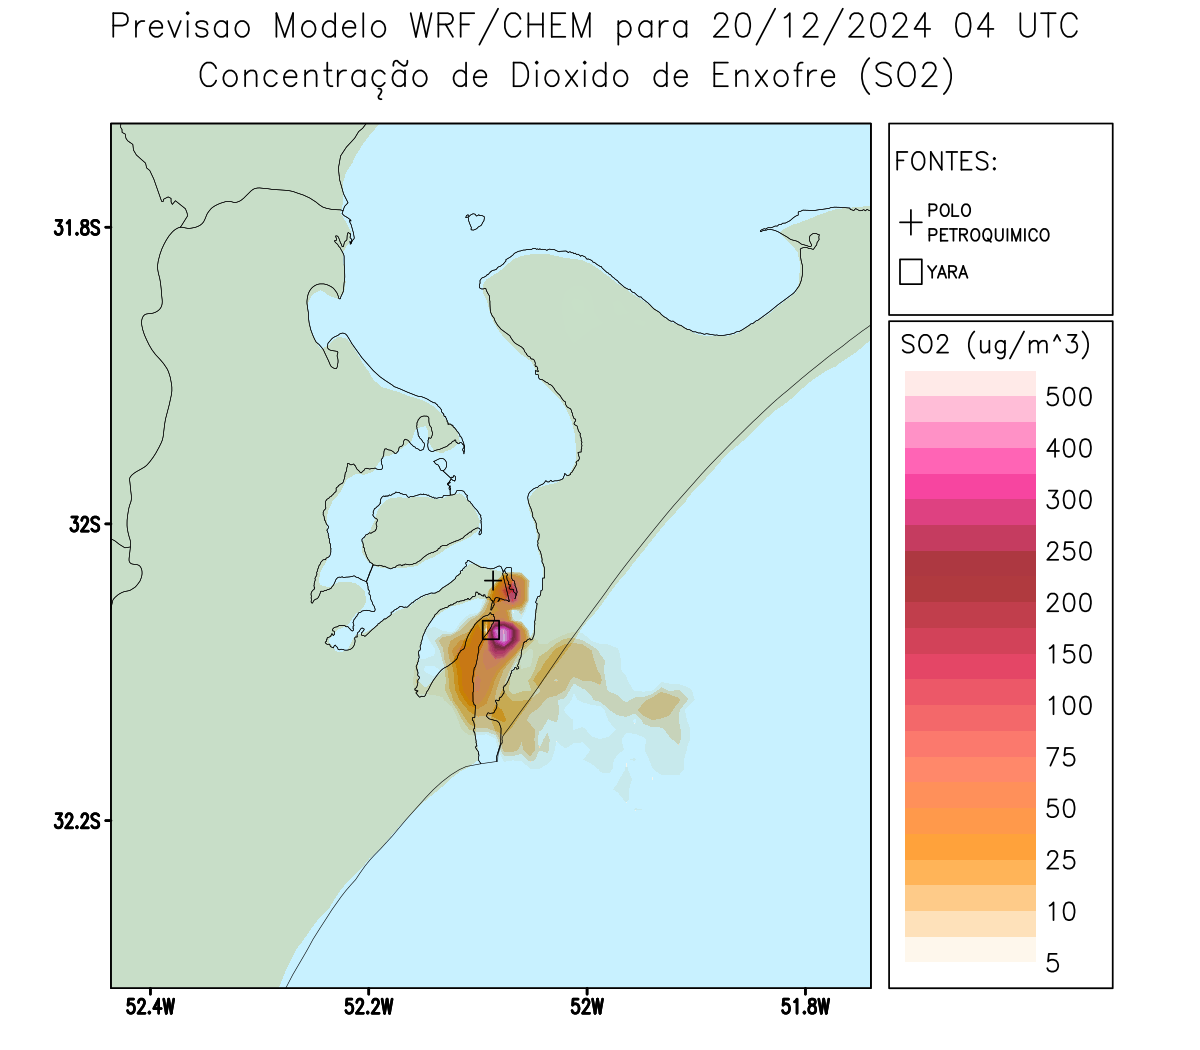 Previsao Modelo WRF/CHEM para 20/12/2024 04 UTC
Concentração de Dioxido de Enxofre (SO2)
FONTES:
POLO
PETROQUIMICO
YARA
SO2 (ug/m^3)
500
400
300
250
200
150
100
75
50
25
10
5
31.8S
32S
32.2S
52.4W
52.2W
52W
51.8W